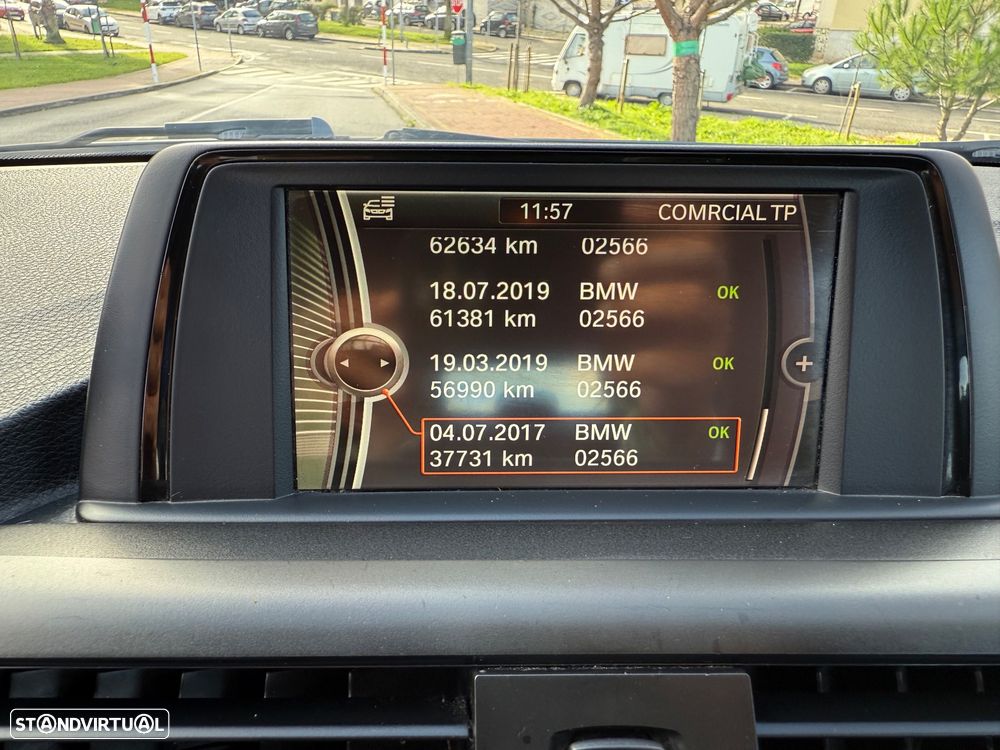 11:57 COMRCIAL TP
62634 km 02566
18.07.2019 BMW OK
61381 km 02566
19.03.2019 BMW OK
56990 km 02566
04.07.2017 BMW OK
37731 km 02566
STANDVIRTUAL